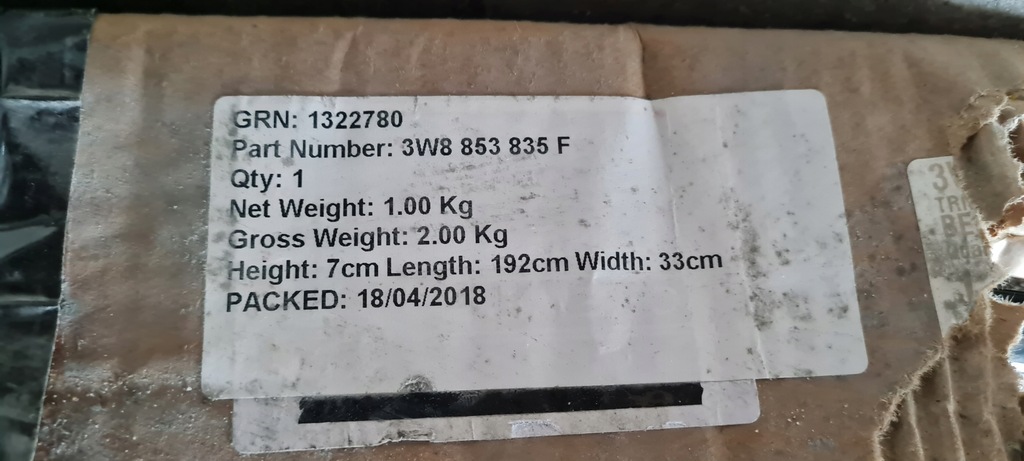 GRN: 1322780
Part Number: 3W8 853 835 F
Qty: 1
Net Weight: 1.00 Kg
Gross Weight: 2.00 Kg
Height: 7cm Length: 192cm Width: 33cm
PACKED: 18/04/2018